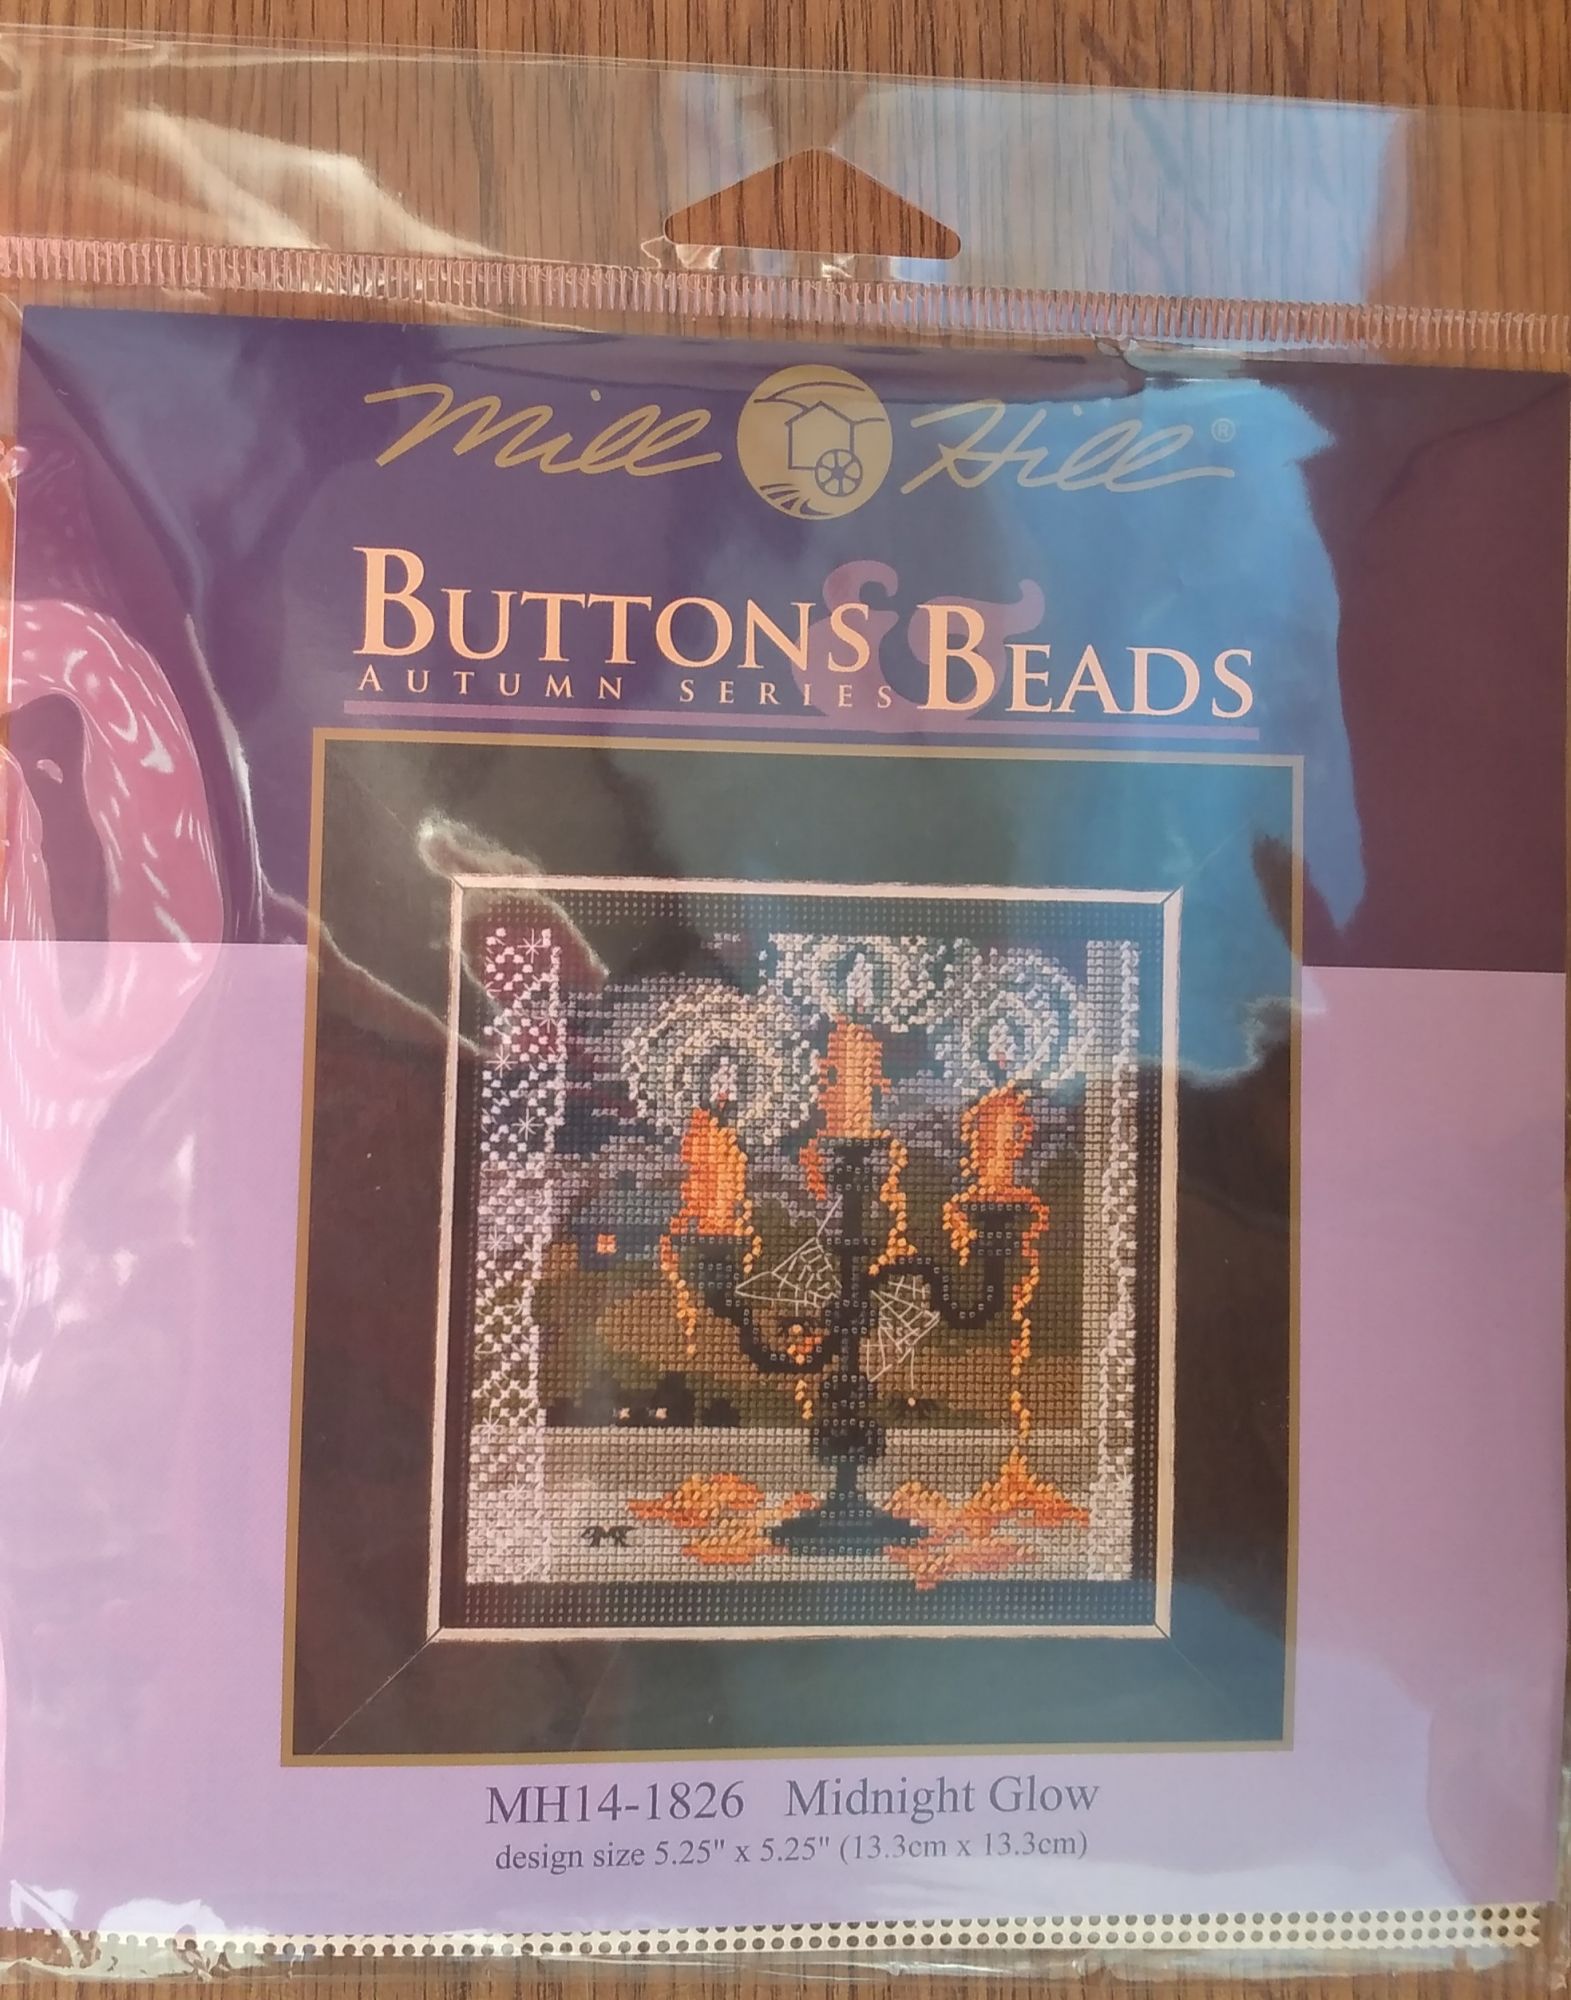 Mill Hill ®
BUTTONS & BEADS
AUTUMN SERIES
MH14-1826 Midnight Glow
design size 5.25" x 5.25" (13.3cm x 13.3cm)